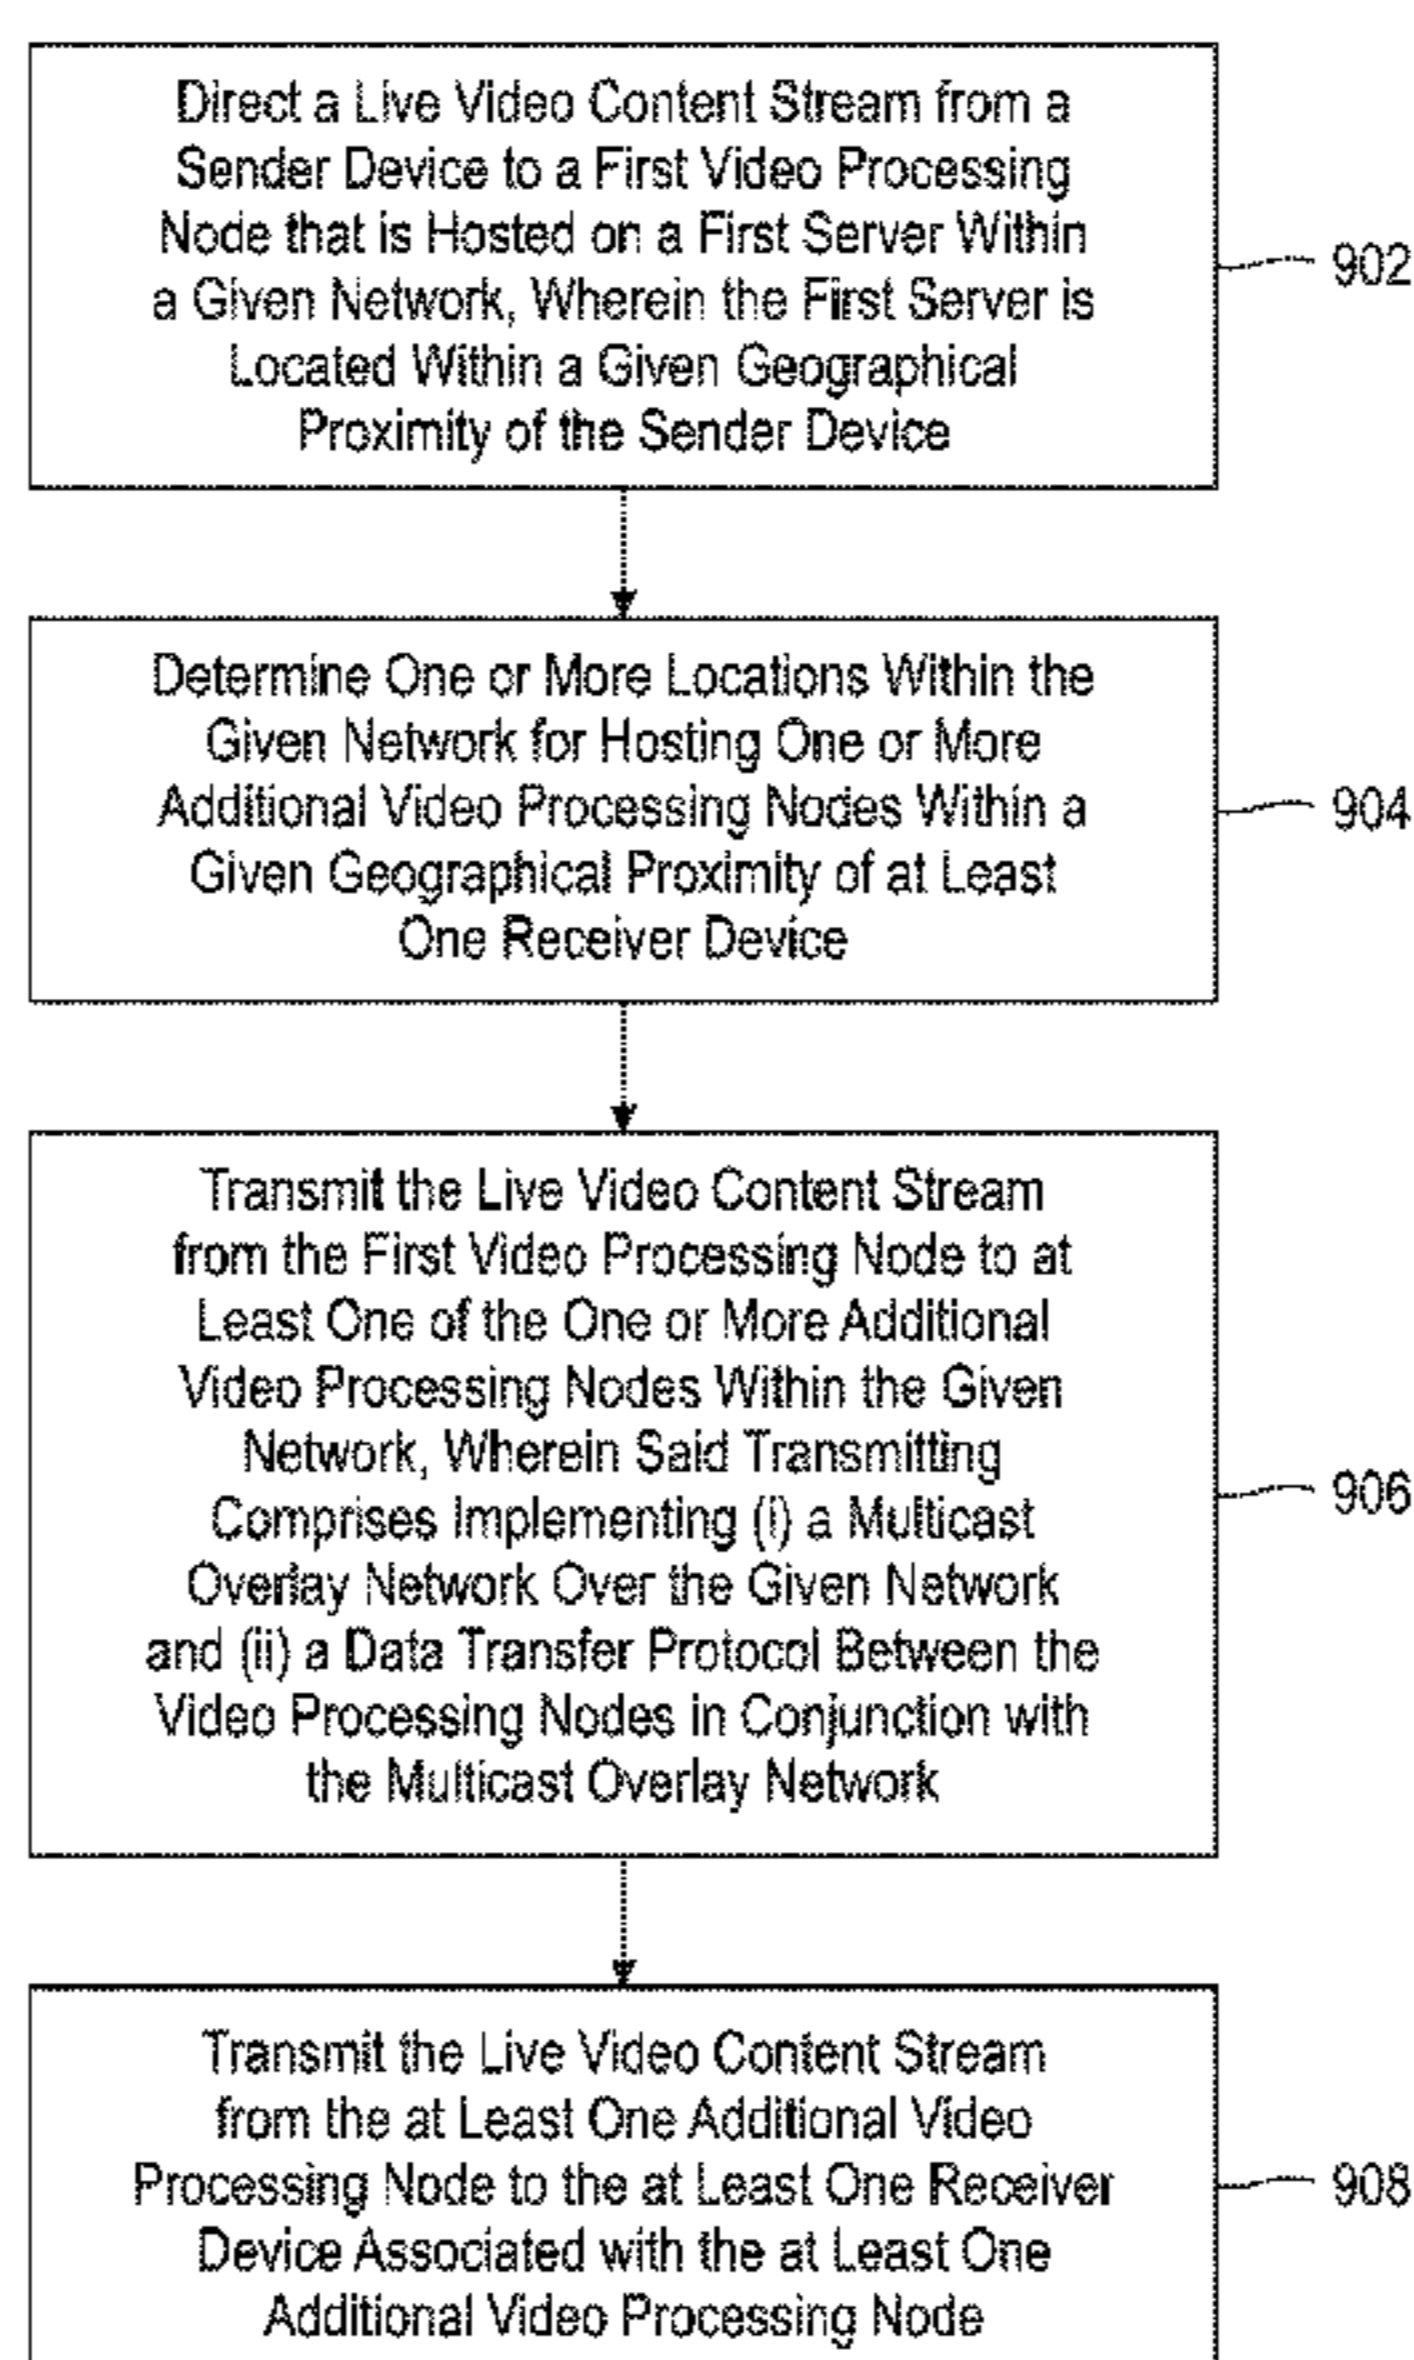 Direct a Live Video Content Stream from a
Sender Device to a First Video Processing
Node that is Hosted on a First Server Within
a Given Network, Wherein the First Server is
Located Within a Given Geographical
Proximity of the Sender Device
902
Determine One or More Locations Within the
Given Network for Hosting One or More
Additional Video Processing Nodes Within a
Given Geographical Proximity of at Least
One Receiver Device
904
Transmit the Live Video Content Stream
from the First Video Processing Node to at
Least One of the One or More Additional
Video Processing Nodes Within the Given
Network, Wherein Said Transmitting
Comprises Implementing (i) a Multicast
Overlay Network Over the Given Network
and (ii) a Data Transfer Protocol Between the
Video Processing Nodes in Conjunction with
the Multicast Overlay Network
906
Transmit the Live Video Content Stream
from the at Least One Additional Video
Processing Node to the at Least One Receiver
Device Associated with the at Least One
Additional Video Processing Node
908